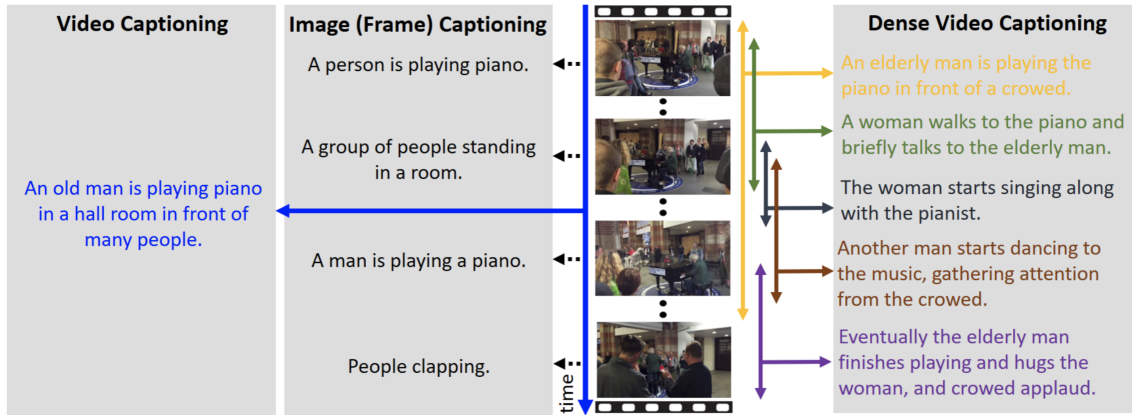 Video Captioning
An old man is playing piano
in a hall room in front of
many people.
Image (Frame) Captioning
A person is playing piano.
A group of people standing
in a room.
A man is playing a piano.
People clapping.
time
Dense Video Captioning
An elderly man is playing the
piano in front of a crowed.
A woman walks to the piano and
briefly talks to the elderly man.
The woman starts singing along
with the pianist.
Another man starts dancing to
the music, gathering attention
from the crowed.
Eventually the elderly man
finishes playing and hugs the
woman, and crowed applaud.